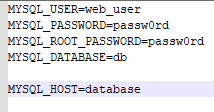 MYSQL_USER=web_user
MYSQL_PASSWORD=passw0rd
MYSQL_ROOT_PASSWORD=passw0rd
MYSQL_DATABASE=db
MYSQL_HOST=database